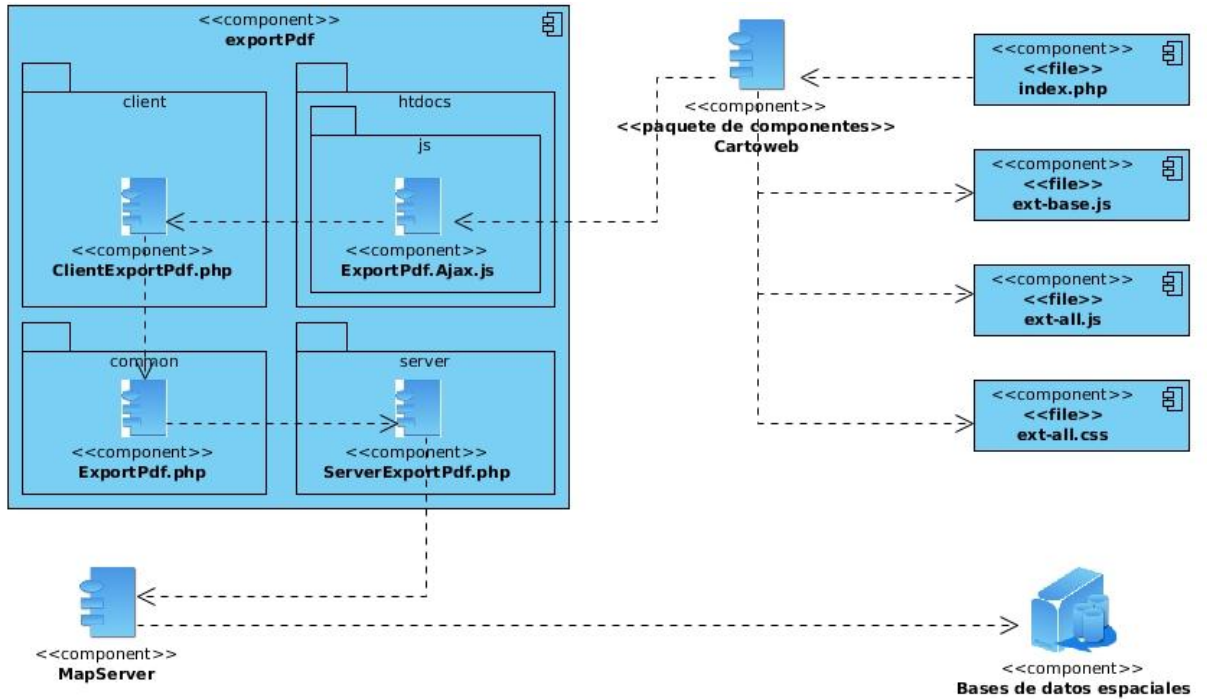 <<component>>
exportPdf
client
htdocs
js
<<component>>
ClientExportPdf.php
<<component>>
ExportPdf.Ajax.js
common
server
<<component>>
ExportPdf.php
<<component>>
ServerExportPdf.php
<<component>>
<<paquete de componentes>>
Cartoweb
<<component>>
<<file>>
index.php
<<component>>
<<file>>
ext-base.js
<<component>>
<<file>>
ext-all.js
<<component>>
<<file>>
ext-all.css
<<component>>
MapServer
<<component>>
Bases de datos espaciales